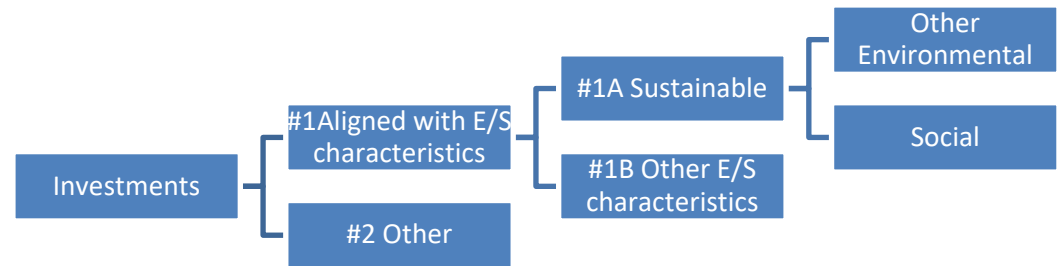 Other
Environmental
#1A Sustainable
#1Aligned with E/S
characteristics
Social
Investments
#1B Other E/S
characteristics
#2 Other